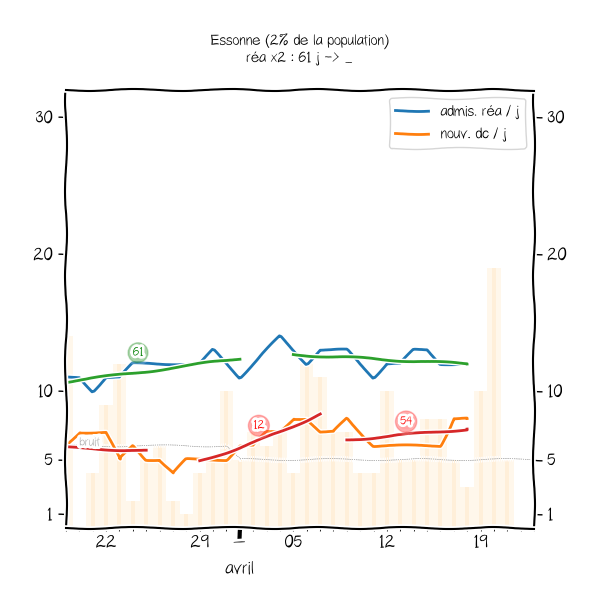 Essonne (2% de la population)
réa x2 : 61 j -> _
admis. réa / j
nouv. dc / j
30 30
20 20
10 10
5 5
1 1
61
12
54
bruit
22 29 1 05 12 19
avril